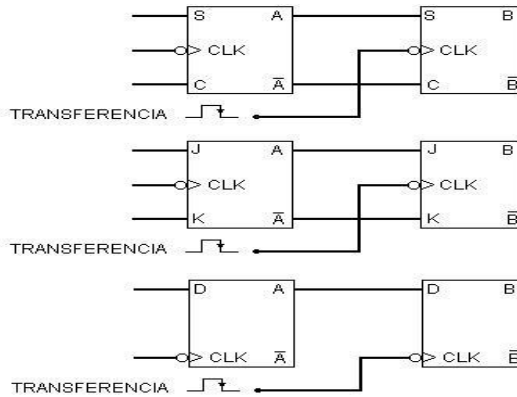 S A S B
CLK CLK
C A̅ C B̅
TRANSFERENCIA
J A J B
CLK CLK
K A̅ K B̅
TRANSFERENCIA
D A D B
CLK A̅ CLK B̅
TRANSFERENCIA